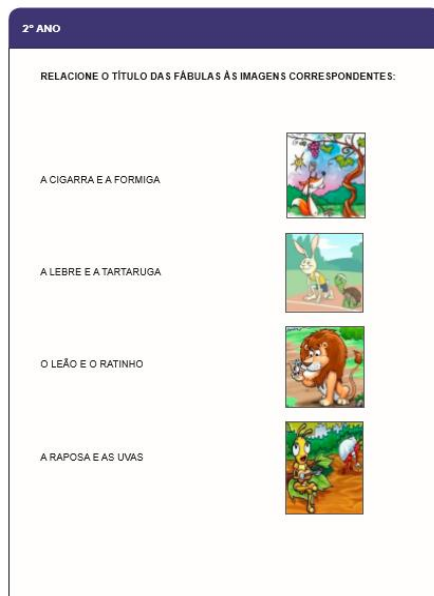 2º ANO
RELACIONE O TÍTULO DAS FÁBULAS ÀS IMAGENS CORRESPONDENTES:
A CIGARRA E A FORMIGA
A LEBRE E A TARTARUGA
O LEÃO E O RATINHO
A RAPOSA E AS UVAS